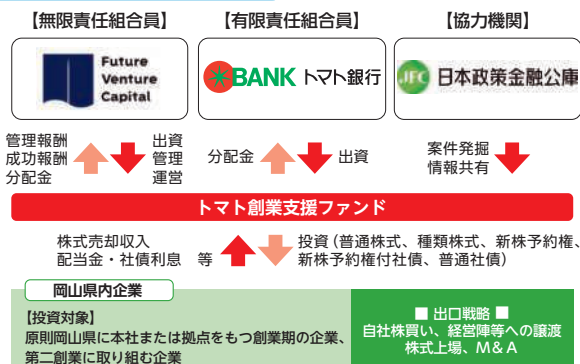 【無限責任組合員】
【有限責任組合員】
【協力機関】
Future
Venture
Capital
BANK トマト銀行
JFC 日本政策金融公庫
管理報酬
成功報酬
分配金
出資
管理
運営
分配金
出資
案件発掘
情報共有
トマト創業支援ファンド
株式売却収入
配当金・社債利息 等
投資（普通株式、種類株式、新株予約権、
新株予約権付社債、普通社債）
岡山県内企業
【投資対象】
原則岡山県に本社または拠点をもつ創業期の企業、
第二創業に取り組む企業
■ 出口戦略 ■
自社株買い、経営陣等への譲渡
株式上場、M＆A